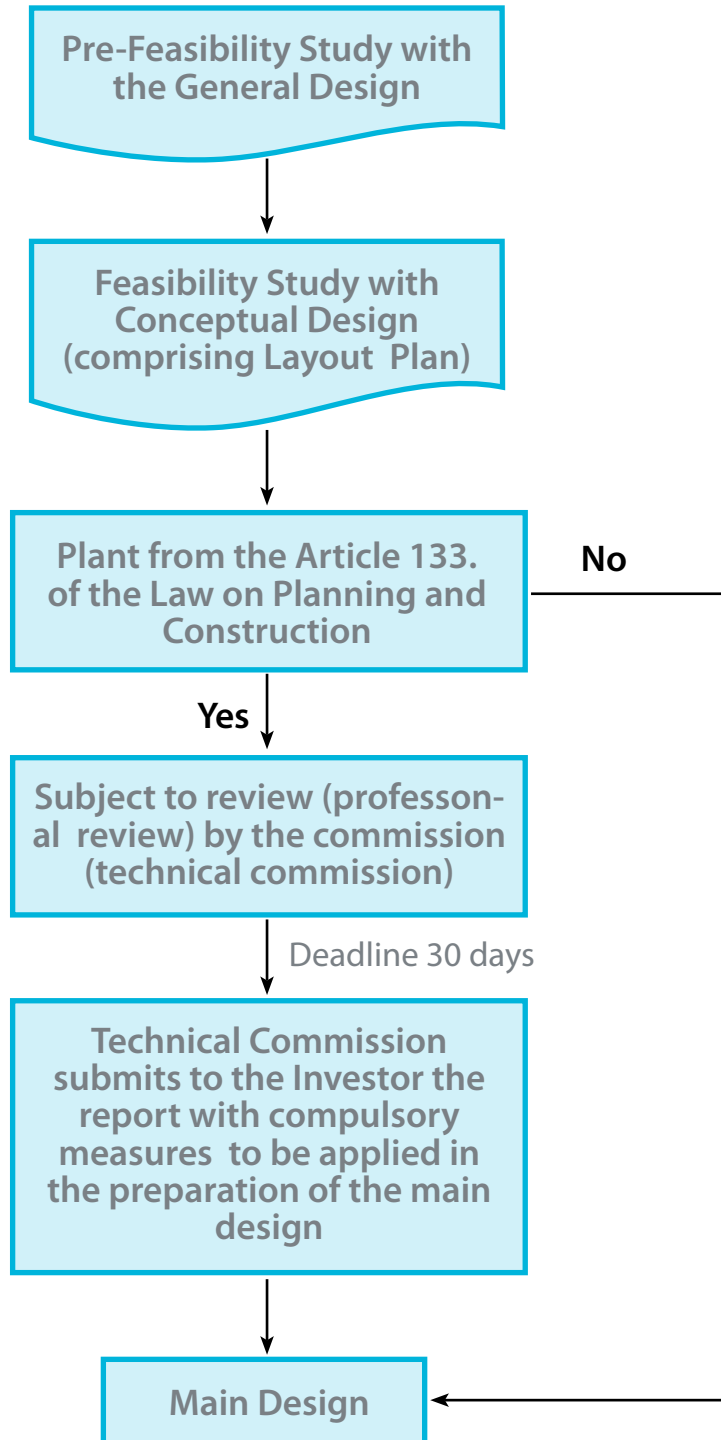 Pre-Feasibility Study with
the General Design
Feasibility Study with
Conceptual Design
(comprising Layout Plan)
Plant from the Article 133.
of the Law on Planning and
Construction
No
Yes
Subject to review (professon-
al review) by the commission
(technical commission)
Deadline 30 days
Technical Commission
submits to the Investor the
report with compulsory
measures to be applied in
the preparation of the main
design
Main Design